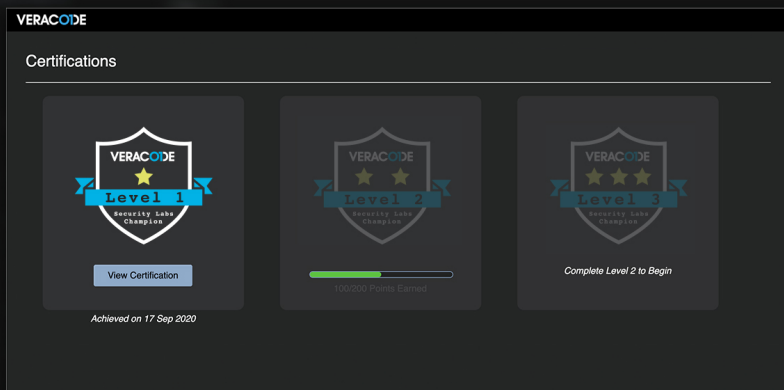 VERACODE
Certifications
VERACODE
Level 1
Security Labs
Champion
View Certification
Achieved on 17 Sep 2020
VERACODE
Level 2
Security Labs
Champion
100/200 Points Earned
VERACODE
Level 3
Security Labs
Champion
Complete Level 2 to Begin